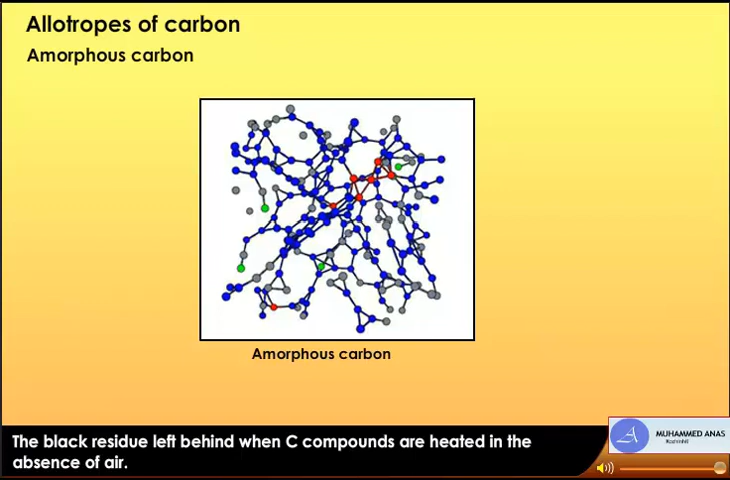 Allotropes of carbon
Amorphous carbon
Amorphous carbon
The black residue left behind when C compounds are heated in the
absence of air.
MUHAMMED ANAS